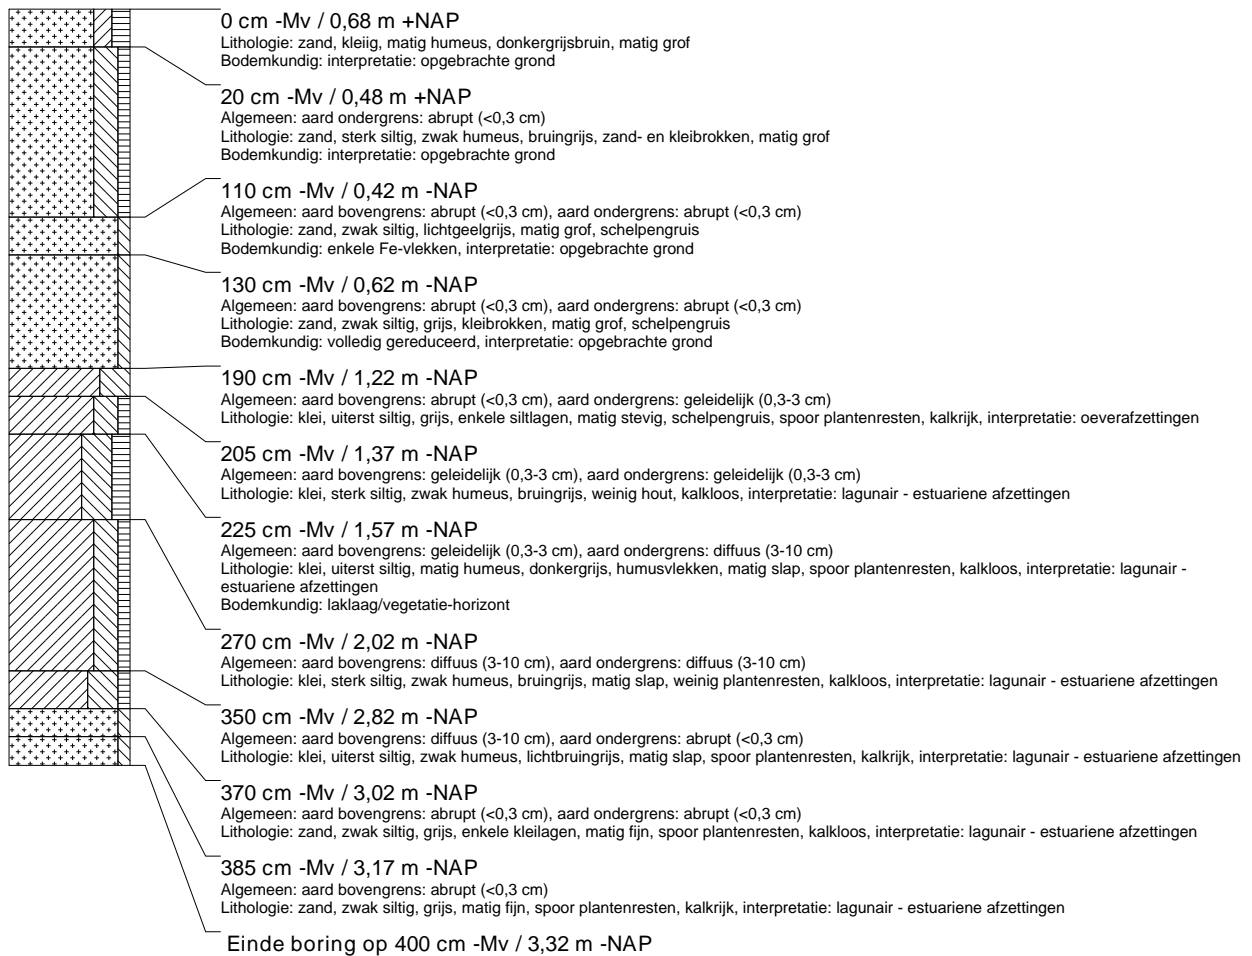 0 cm -Mv / 0,68 m +NAP
Lithologie: zand, kleiig, matig humeus, donkergrijsbruin, matig grof
Bodemkundig: interpretatie: opgebrachte grond
20 cm -Mv / 0,48 m +NAP
Algemeen: aard ondergrens: abrupt (<0,3 cm)
Lithologie: zand, sterk siltig, zwak humeus, bruingrijs, zand- en kleibrokken, matig grof
Bodemkundig: interpretatie: opgebrachte grond
110 cm -Mv / 0,42 m -NAP
Algemeen: aard bovengrens: abrupt (<0,3 cm), aard ondergrens: abrupt (<0,3 cm)
Lithologie: zand, zwak siltig, lichtgeelgrijs, matig grof, schelpengruis
Bodemkundig: enkele Fe-vlekken, interpretatie: opgebrachte grond
130 cm -Mv / 0,62 m -NAP
Algemeen: aard bovengrens: abrupt (<0,3 cm), aard ondergrens: abrupt (<0,3 cm)
Lithologie: zand, zwak siltig, grijs, kleibrokken, matig grof, schelpengruis
Bodemkundig: volledig gereduceerd, interpretatie: opgebrachte grond
190 cm -Mv / 1,22 m -NAP
Algemeen: aard bovengrens: abrupt (<0,3 cm), aard ondergrens: geleidelijk (0,3-3 cm)
Lithologie: klei, uiterst siltig, grijs, enkele siltlagen, matig stevig, schelpengruis, spoor plantenresten, kalkrijk, interpretatie: oeverafzettingen
205 cm -Mv / 1,37 m -NAP
Algemeen: aard bovengrens: geleidelijk (0,3-3 cm), aard ondergrens: geleidelijk (0,3-3 cm)
Lithologie: klei, sterk siltig, zwak humeus, bruingrijs, weinig hout, kalkloos, interpretatie: lagunair - estuariene afzettingen
225 cm -Mv / 1,57 m -NAP
Algemeen: aard bovengrens: geleidelijk (0,3-3 cm), aard ondergrens: diffuus (3-10 cm)
Lithologie: klei, uiterst siltig, matig humeus, donkergrijs, humusvlekken, matig slap, spoor plantenresten, kalkloos, interpretatie: lagunair -
estuariene afzettingen
Bodemkundig: laklaag/vegetatie-horizont
270 cm -Mv / 2,02 m -NAP
Algemeen: aard bovengrens: diffuus (3-10 cm), aard ondergrens: diffuus (3-10 cm)
Lithologie: klei, sterk siltig, zwak humeus, bruingrijs, matig slap, weinig plantenresten, kalkloos, interpretatie: lagunair - estuariene afzettingen
350 cm -Mv / 2,82 m -NAP
Algemeen: aard bovengrens: diffuus (3-10 cm), aard ondergrens: abrupt (<0,3 cm)
Lithologie: klei, uiterst siltig, zwak humeus, lichtbruingrijs, matig slap, spoor plantenresten, kalkrijk, interpretatie: lagunair - estuariene afzettingen
370 cm -Mv / 3,02 m -NAP
Algemeen: aard bovengrens: abrupt (<0,3 cm), aard ondergrens: abrupt (<0,3 cm)
Lithologie: zand, zwak siltig, grijs, enkele kleilagen, matig fijn, spoor plantenresten, kalkloos, interpretatie: lagunair - estuariene afzettingen
385 cm -Mv / 3,17 m -NAP
Algemeen: aard bovengrens: abrupt (<0,3 cm)
Lithologie: zand, zwak siltig, grijs, matig fijn, spoor plantenresten, kalkrijk, interpretatie: lagunair - estuariene afzettingen
Einde boring op 400 cm -Mv / 3,32 m -NAP